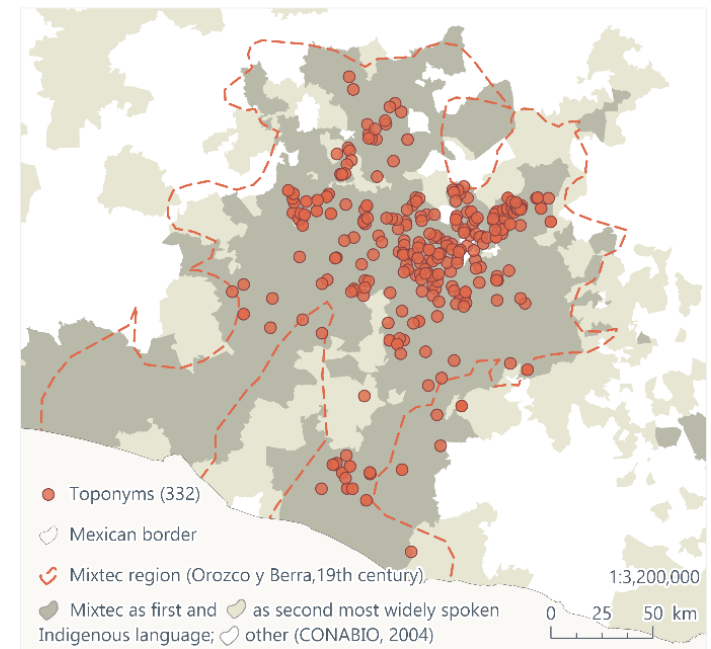 Toponyms (332)
Mexican border
Mixtec region (Orozco y Berra,19th century)
1:3,200,000
Mixtec as first and as second most widely spoken
0 25 50 km
Indigenous language; other (CONABIO, 2004)